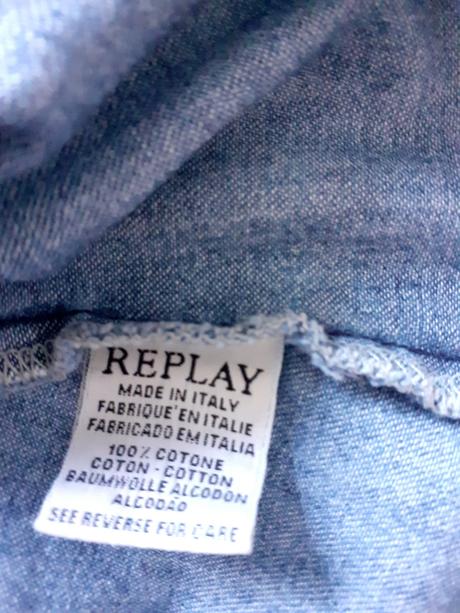 REPLAY
MADE IN ITALY
FABRIQUE' EN ITALIE
FABRICADO EM ITALIA
100% COTONE
COTON - COTTON
BAUMWOLLE ALCODON
ALCODAO
SEE REVERSE FOR CARE